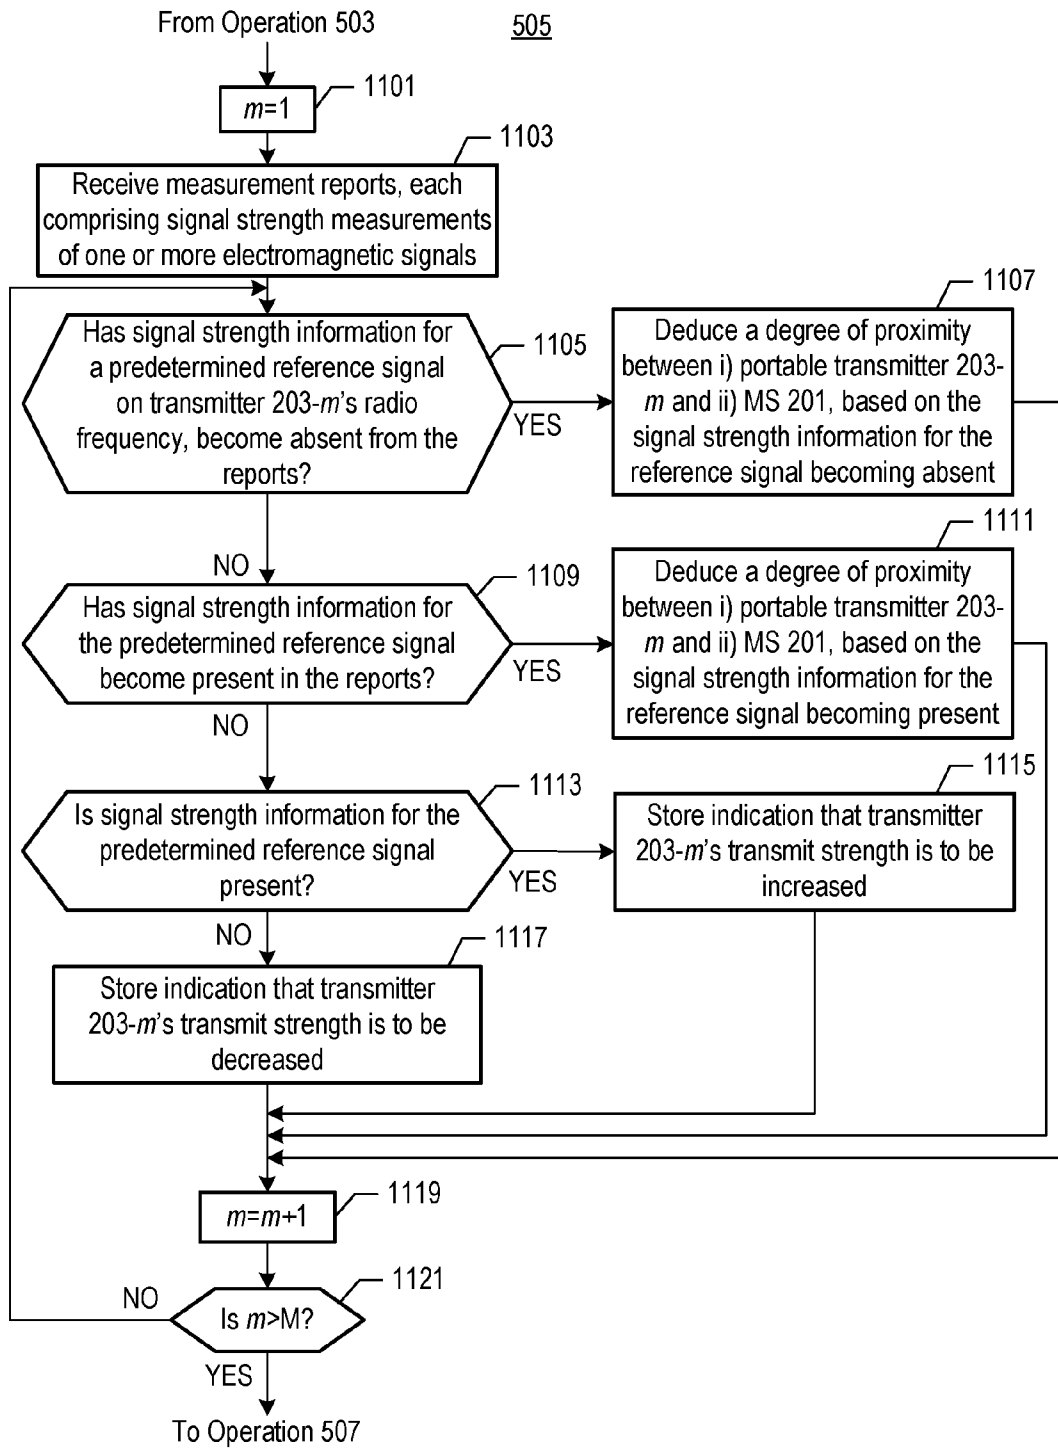 From Operation 503
505
1101
m=1
1103
Receive measurement reports, each
comprising signal strength measurements
of one or more electromagnetic signals
1105
Has signal strength information for
a predetermined reference signal
on transmitter 203-m's radio
frequency, become absent from the
reports?
YES
1107
Deduce a degree of proximity
between i) portable transmitter 203-
m and ii) MS 201, based on the
signal strength information for the
reference signal becoming absent
NO
1109
Has signal strength information for
the predetermined reference signal
become present in the reports?
YES
1111
Deduce a degree of proximity
between i) portable transmitter 203-
m and ii) MS 201, based on the
signal strength information for the
reference signal becoming present
NO
1113
Is signal strength information for the
predetermined reference signal
present?
YES
1115
Store indication that transmitter
203-m's transmit strength is to be
increased
NO
1117
Store indication that transmitter
203-m's transmit strength is to be
decreased
1119
m=m+1
1121
Is m>M?
NO
YES
To Operation 507